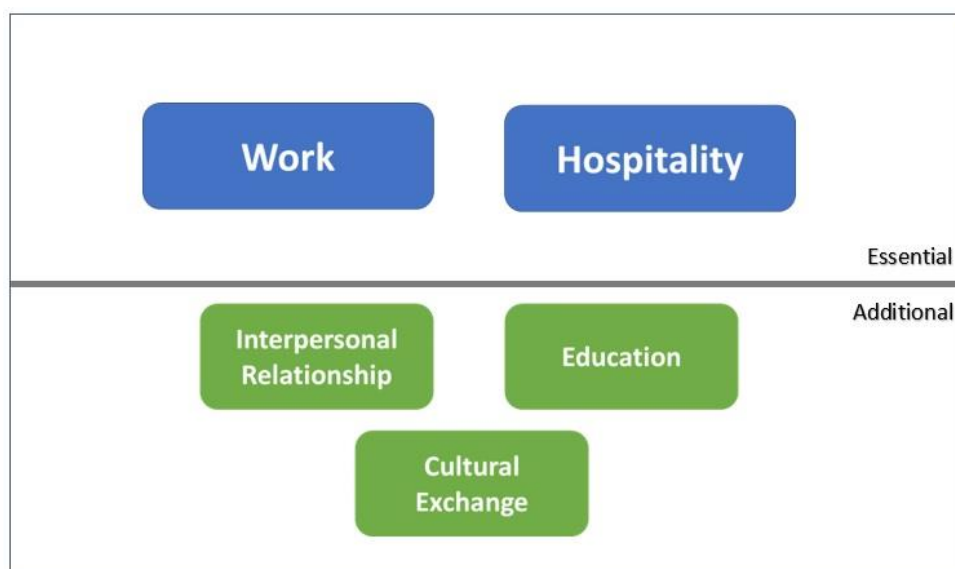 Work
Hospitality
Essential
Additional
Interpersonal
Relationship
Education
Cultural
Exchange